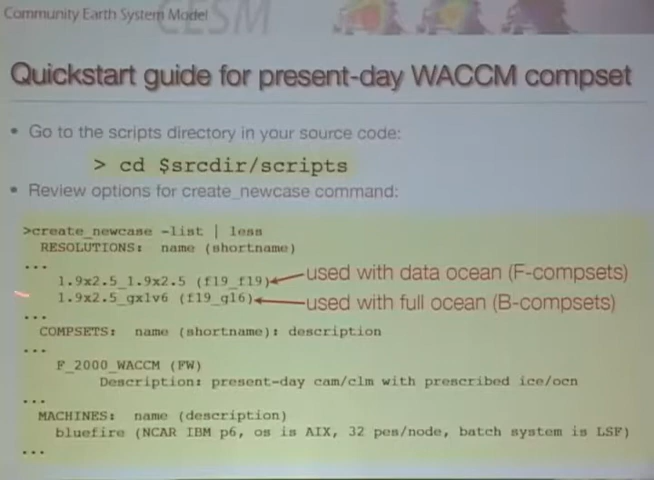 Community Earth System Model
CESM
Quickstart guide for present-day WACCM compset
• Go to the scripts directory in your source code:
> cd $srcdir/scripts
• Review options for create_newcase command:
>create_newcase -list | less
RESOLUTIONS: name (shortname)
...
1.9x2.5_1.9x2.5 (f19_f19) used with data ocean (F-compsets)
1.9x2.5_gx1v6 (f19_g16) used with full ocean (B-compsets)
...
COMPSETS: name (shortname): description
...
F_2000_WACCM (FW)
Description: present-day cam/clm with prescribed ice/ocn
...
MACHINES: name (description)
bluefire (NCAR IBM p6, os is AIX, 32 pes/node, batch system is LSF)
...